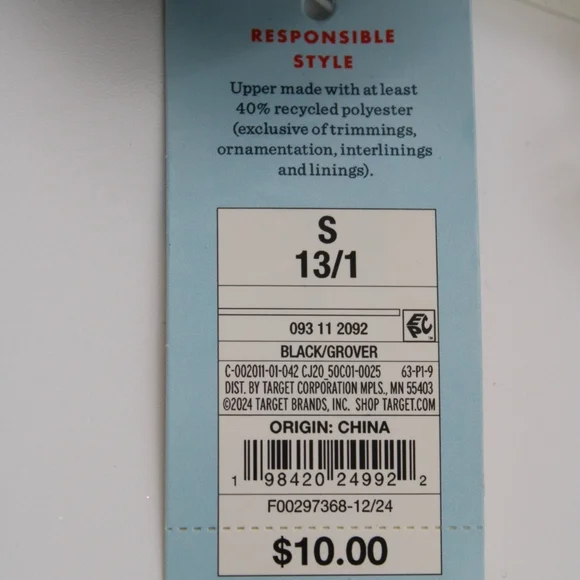 RESPONSIBLE
STYLE
Upper made with at least
40% recycled polyester
(exclusive of trimmings,
ornamentation, interlinings
and linings).
S
13/1
093 11 2092
EPC
BLACK/GROVER
C-002011-01-042 CJ20_50C01-0025 63-P1-9
DIST. BY TARGET CORPORATION MPLS., MN 55403
©2024 TARGET BRANDS, INC. SHOP TARGET.COM
ORIGIN: CHINA
1 98420 24992 2
F00297368-12/24
$10.00